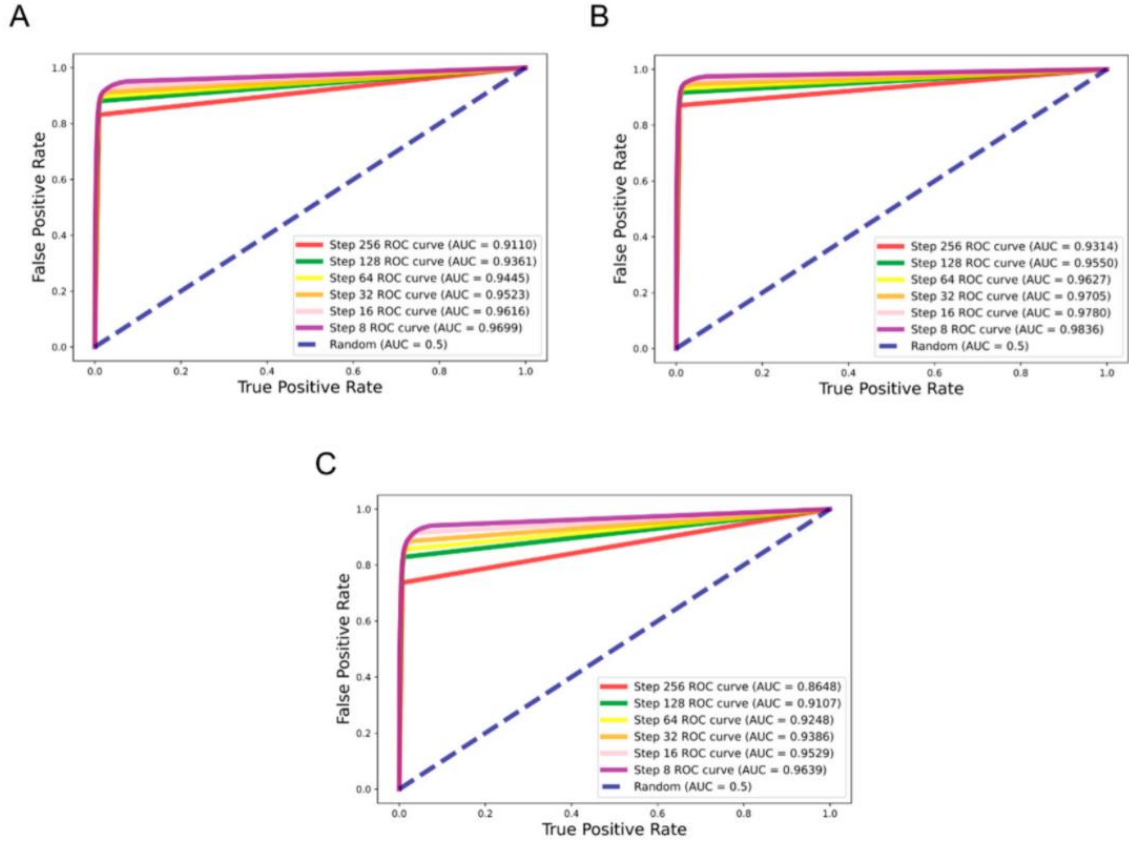 A
1.0
0.8
0.6
0.4
0.2
0.0
False Positive Rate
Step 256 ROC curve (AUC = 0.9110)
Step 128 ROC curve (AUC = 0.9361)
Step 64 ROC curve (AUC = 0.9445)
Step 32 ROC curve (AUC = 0.9523)
Step 16 ROC curve (AUC = 0.9616)
Step 8 ROC curve (AUC = 0.9699)
Random (AUC = 0.5)
0.0 0.2 0.4 0.6 0.8 1.0
True Positive Rate
B
1.0
0.8
0.6
0.4
0.2
0.0
False Positive Rate
Step 256 ROC curve (AUC = 0.9314)
Step 128 ROC curve (AUC = 0.9550)
Step 64 ROC curve (AUC = 0.9627)
Step 32 ROC curve (AUC = 0.9705)
Step 16 ROC curve (AUC = 0.9780)
Step 8 ROC curve (AUC = 0.9836)
Random (AUC = 0.5)
0.0 0.2 0.4 0.6 0.8 1.0
True Positive Rate
C
1.0
0.8
0.6
0.4
0.2
0.0
False Positive Rate
Step 256 ROC curve (AUC = 0.8648)
Step 128 ROC curve (AUC = 0.9107)
Step 64 ROC curve (AUC = 0.9248)
Step 32 ROC curve (AUC = 0.9386)
Step 16 ROC curve (AUC = 0.9529)
Step 8 ROC curve (AUC = 0.9639)
Random (AUC = 0.5)
0.0 0.2 0.4 0.6 0.8 1.0
True Positive Rate